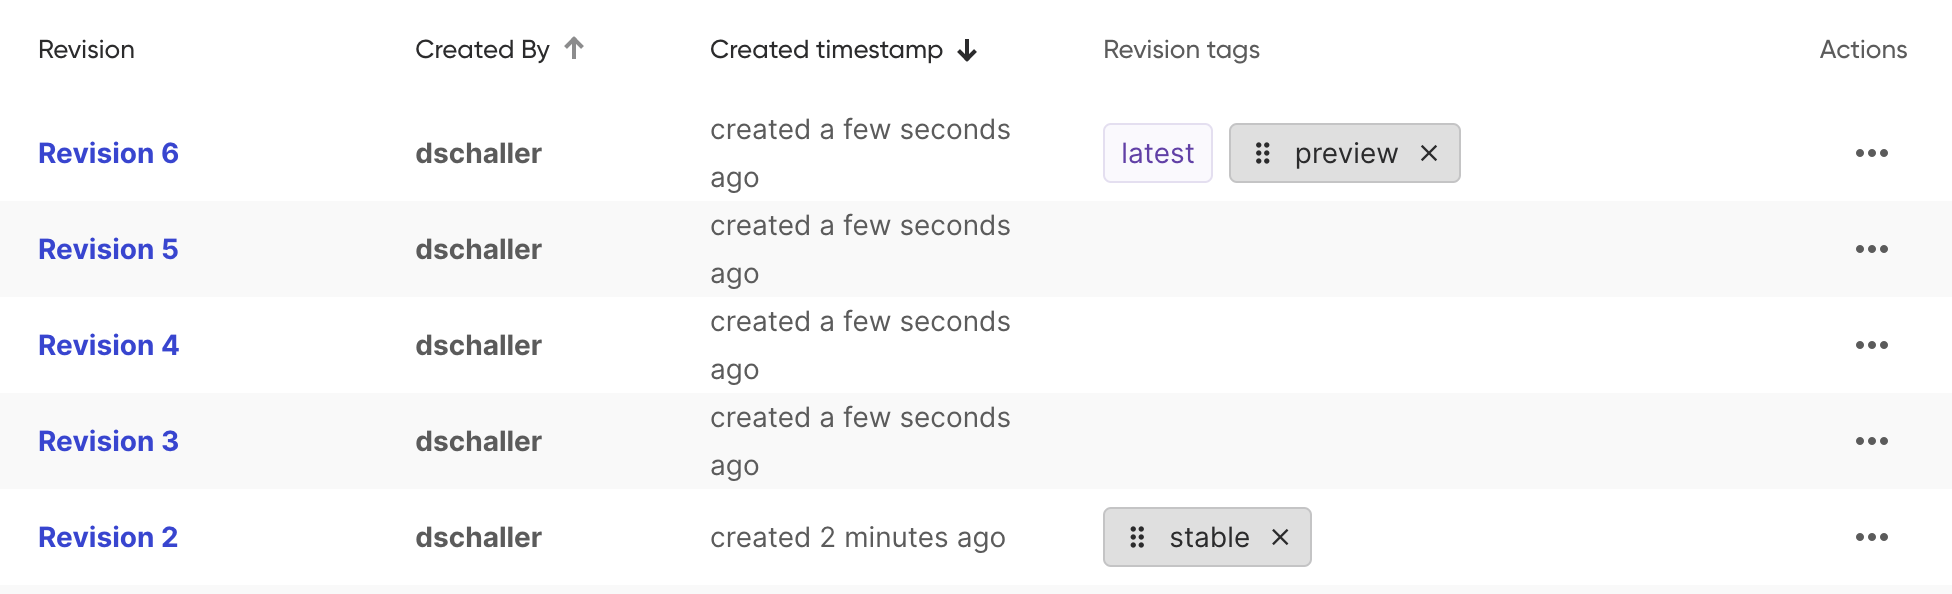 Revision Created By Created timestamp Revision tags Actions
Revision 6 dschaller created a few seconds ago latest preview
Revision 5 dschaller created a few seconds ago
Revision 4 dschaller created a few seconds ago
Revision 3 dschaller created a few seconds ago
Revision 2 dschaller created 2 minutes ago stable